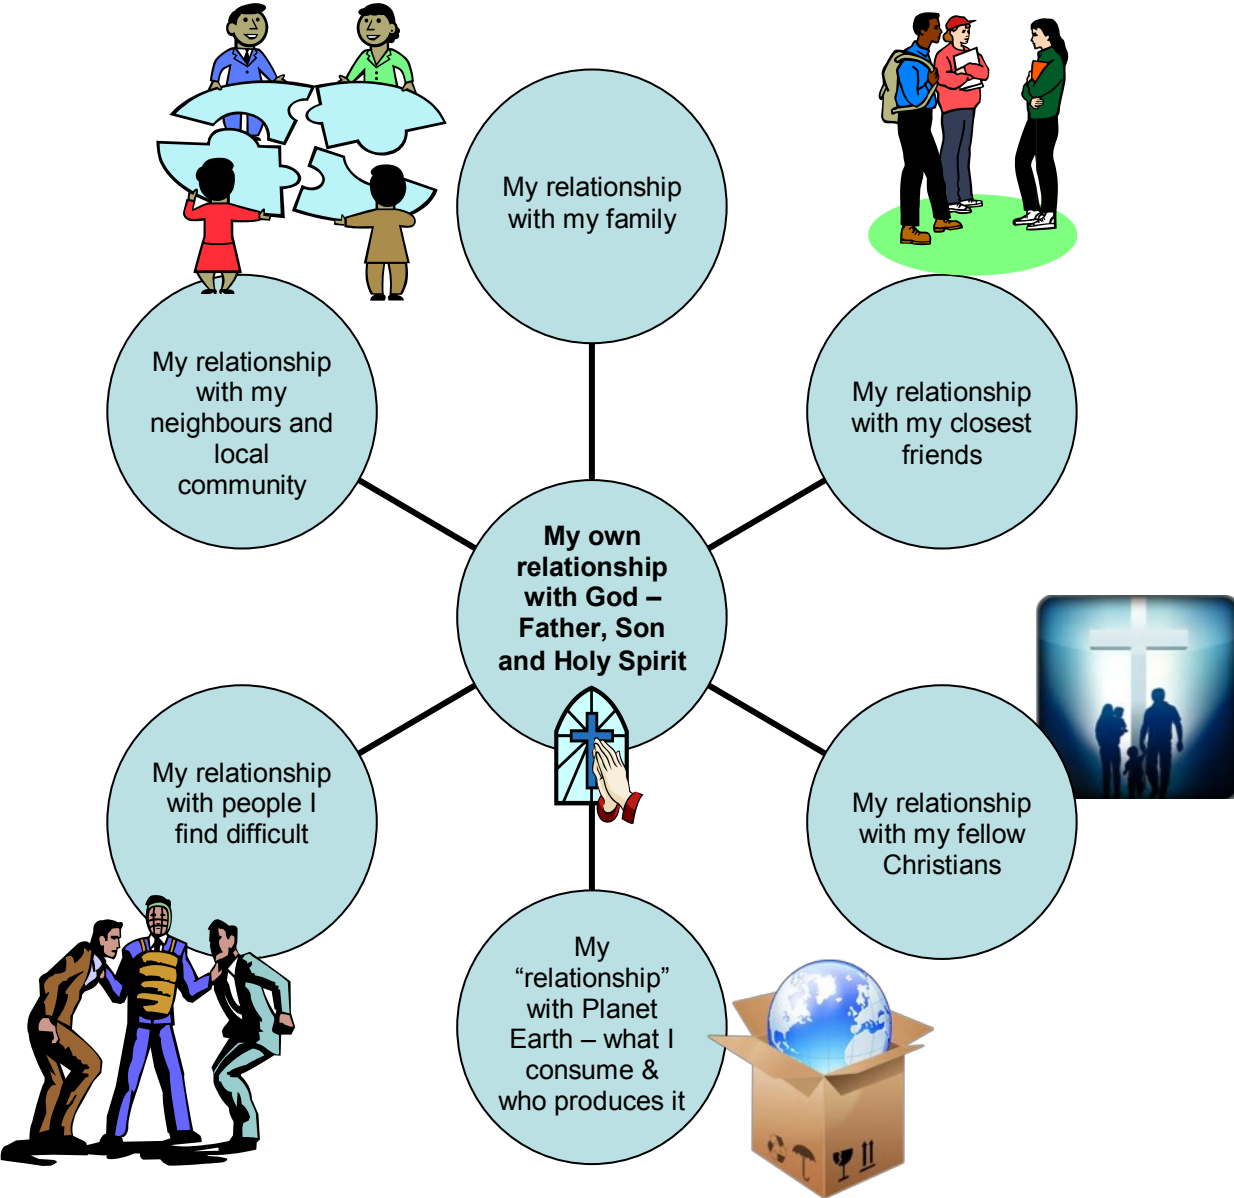 My relationship
with my family
My relationship
with my
neighbours and
local
community
My relationship
with my closest
friends
My own
relationship
with God –
Father, Son
and Holy Spirit
My relationship
with people I
find difficult
My relationship
with my fellow
Christians
My
“relationship”
with Planet
Earth – what I
consume &
who produces it